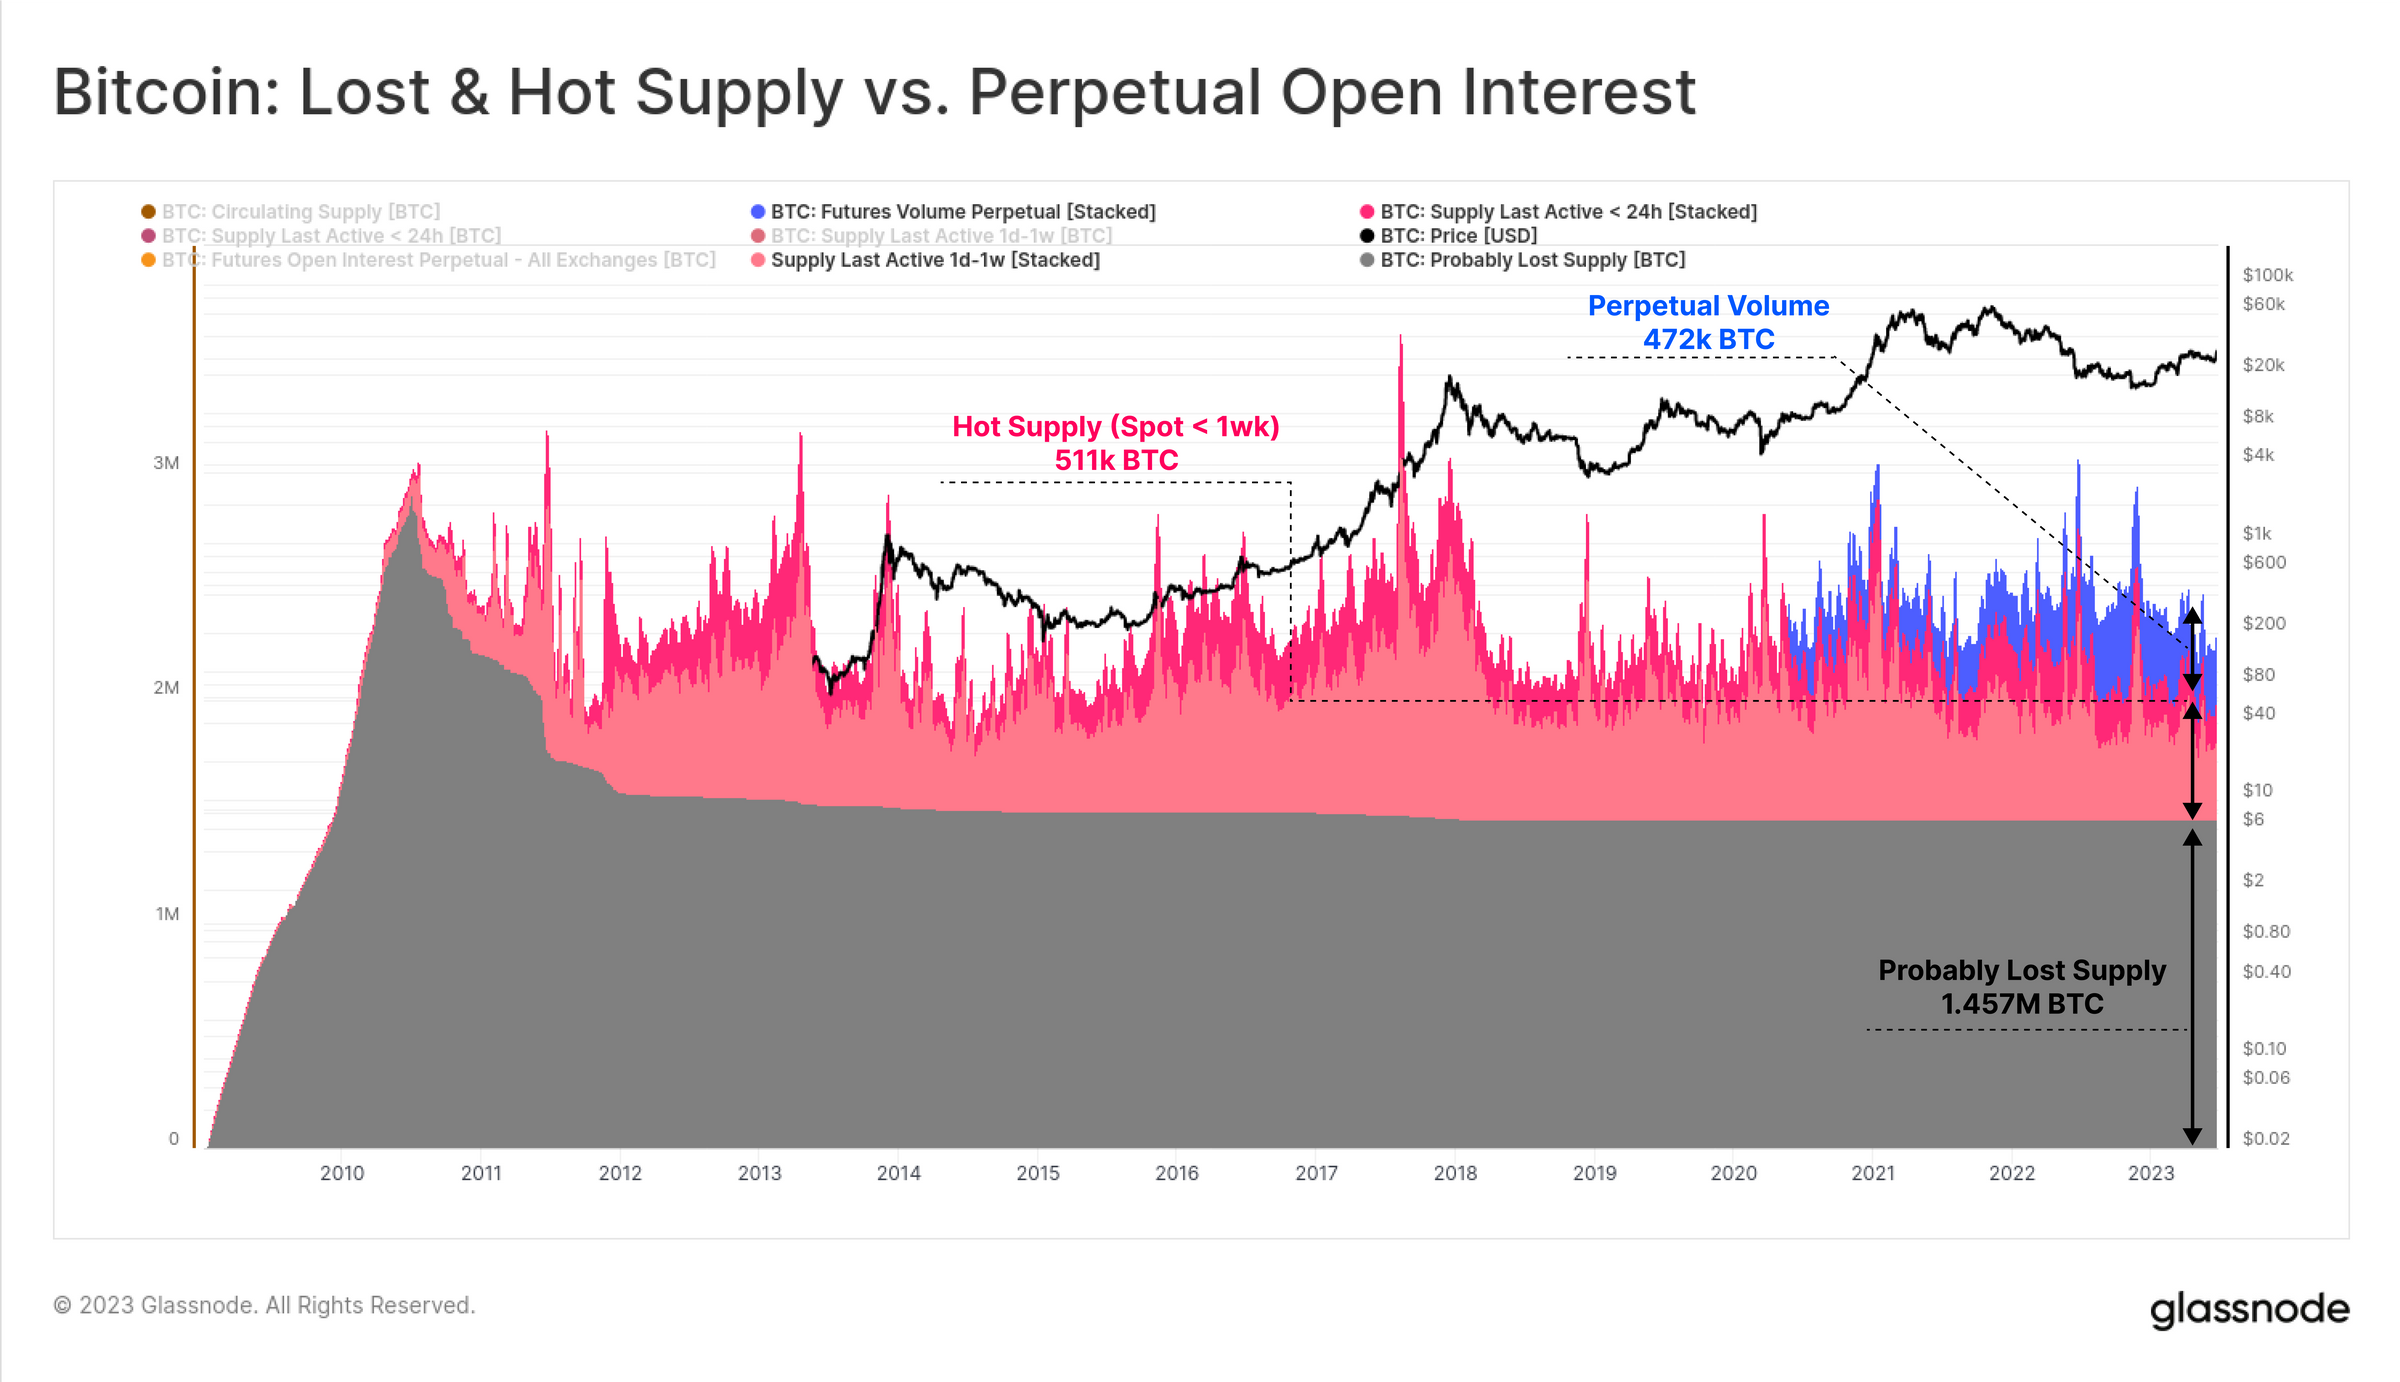 Bitcoin: Lost & Hot Supply vs. Perpetual Open Interest
BTC: Circulating Supply [BTC]
BTC: Futures Volume Perpetual [Stacked]
BTC: Supply Last Active < 24h [Stacked]
BTC: Supply Last Active < 24h [BTC]
BTC: Supply Last Active 1d-1w [BTC]
BTC: Price [USD]
BTC: Futures Open Interest Perpetual - All Exchanges [BTC]
Supply Last Active 1d-1w [Stacked]
BTC: Probably Lost Supply [BTC]
Perpetual Volume
472k BTC
Hot Supply (Spot < 1wk)
511k BTC
Probably Lost Supply
1.457M BTC
3M
2M
1M
0
$100k
$60k
$20k
$8k
$4k
$1k
$600
$200
$80
$40
$10
$6
$2
$0.80
$0.40
$0.10
$0.06
$0.02
2010
2011
2012
2013
2014
2015
2016
2017
2018
2019
2020
2021
2022
2023
© 2023 Glassnode. All Rights Reserved.
glassnode